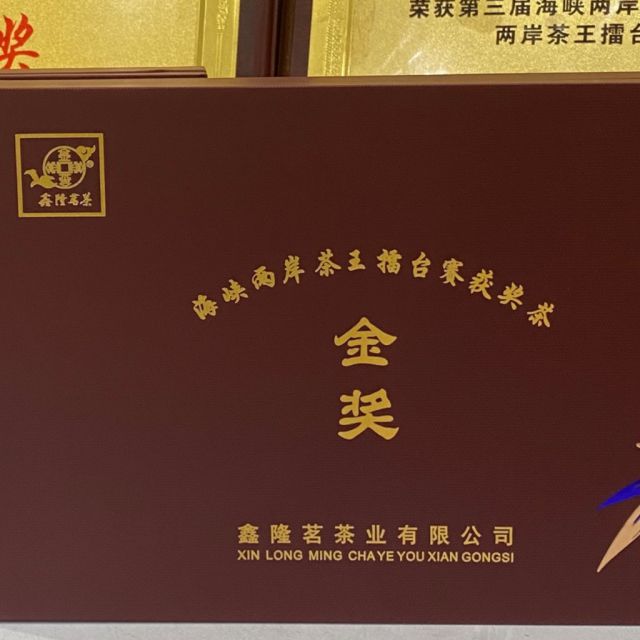 奖
荣获第三届海峡两岸
两岸茶王擂台
鑫隆茗茶
海峡两岸茶王擂台赛获奖茶
金
奖
鑫隆茗茶业有限公司
XIN LONG MING CHAYE YOU XIAN GONGSI